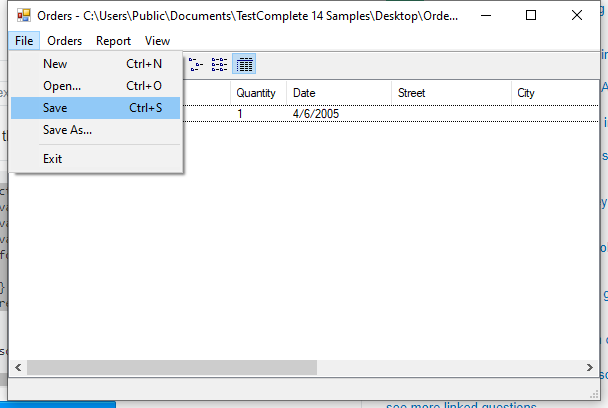 Orders - C:\Users\Public\Documents\TestComplete 14 Samples\Desktop\Orde...
File Orders Report View
New Ctrl+N
Open... Ctrl+O
Save Ctrl+S
Save As...
Exit
Quantity Date Street City
1 4/6/2005
see more linked questions